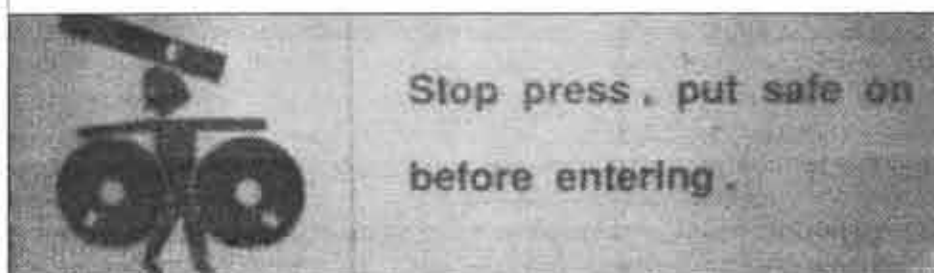 Stop press , put safe on
before entering .